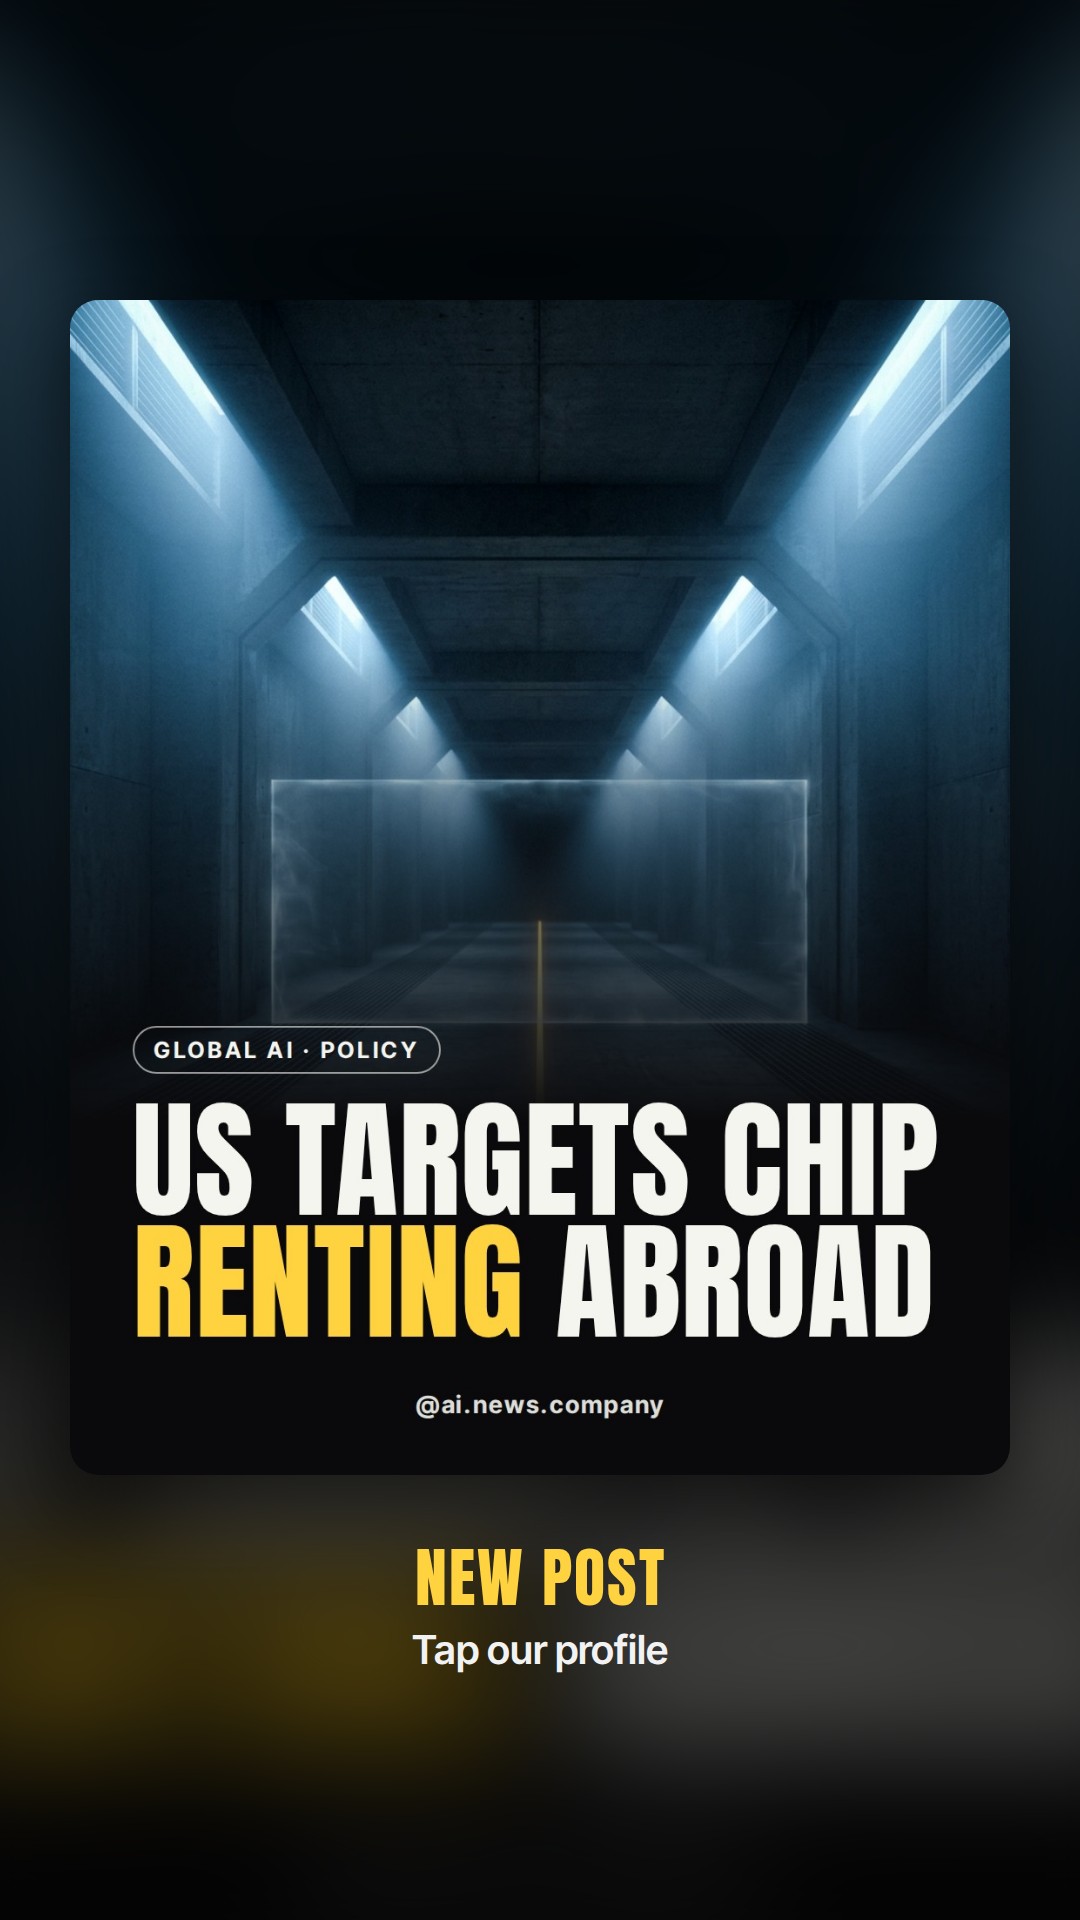 GLOBAL AI · POLICY
US TARGETS CHIP
RENTING ABROAD
@ai.news.company
NEW POST
Tap our profile